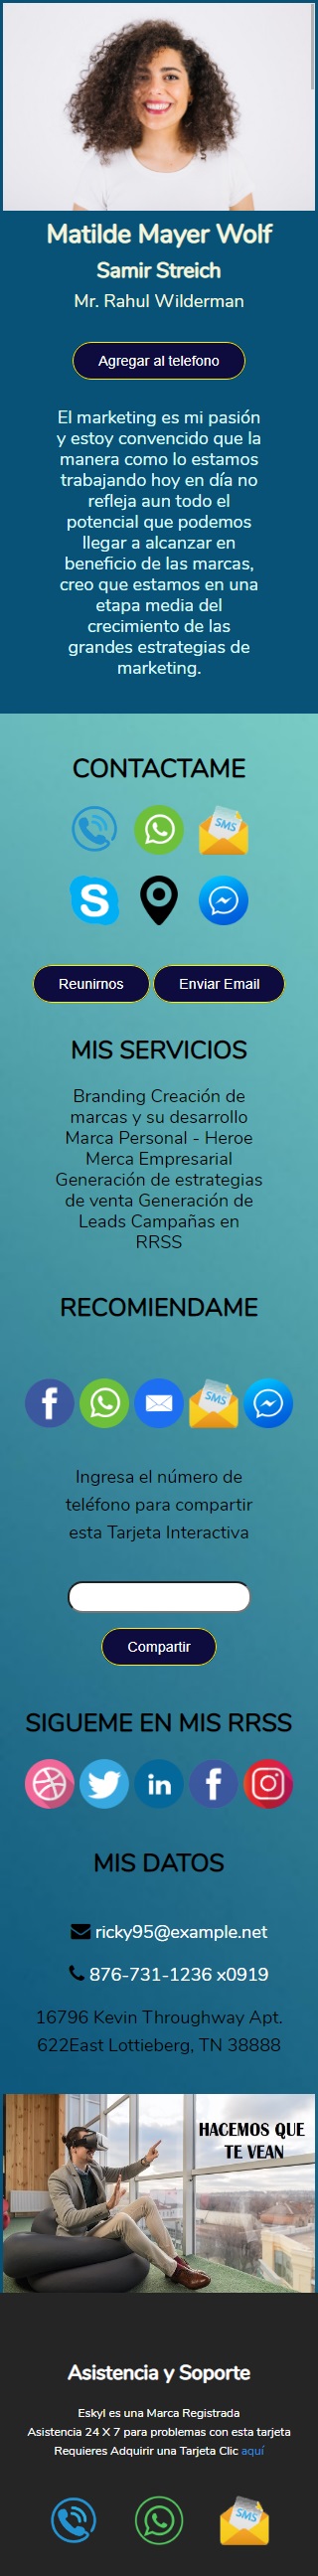 Matilde Mayer Wolf
Samir Streich
Mr. Rahul Wilderman
Agregar al telefono
El marketing es mi pasión
y estoy convencido que la
manera como lo estamos
trabajando hoy en día no
refleja aun todo el
potencial que podemos
llegar a alcanzar en
beneficio de las marcas,
creo que estamos en una
etapa media del
crecimiento de las
grandes estrategias de
marketing.
CONTACTAME
SMS
S
Reunirnos
Enviar Email
MIS SERVICIOS
Branding Creación de
marcas y su desarrollo
Marca Personal - Heroe
Merca Empresarial
Generación de estrategias
de venta Generación de
Leads Campañas en
RRSS
RECOMIENDAME
f
SMS
Ingresa el número de
teléfono para compartir
esta Tarjeta Interactiva
Compartir
SIGUEME EN MIS RRSS
in
f
MIS DATOS
ricky95@example.net
876-731-1236 x0919
16796 Kevin Throughway Apt.
622East Lottieberg, TN 38888
HACEMOS QUE
TE VEAN
Asistencia y Soporte
Eskyl es una Marca Registrada
Asistencia 24 X 7 para problemas con esta tarjeta
Requieres Adquirir una Tarjeta Clic aquí
SMS